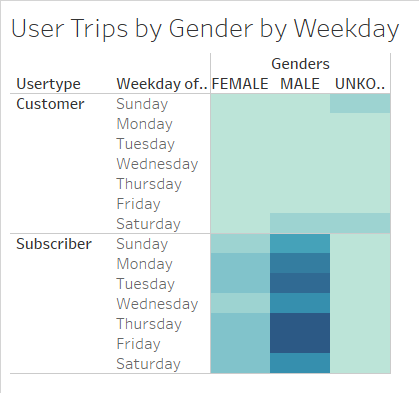 User Trips by Gender by Weekday
Genders
Usertype Weekday of.. FEMALE MALE UNKO..
Customer Sunday
Monday
Tuesday
Wednesday
Thursday
Friday
Saturday
Subscriber Sunday
Monday
Tuesday
Wednesday
Thursday
Friday
Saturday